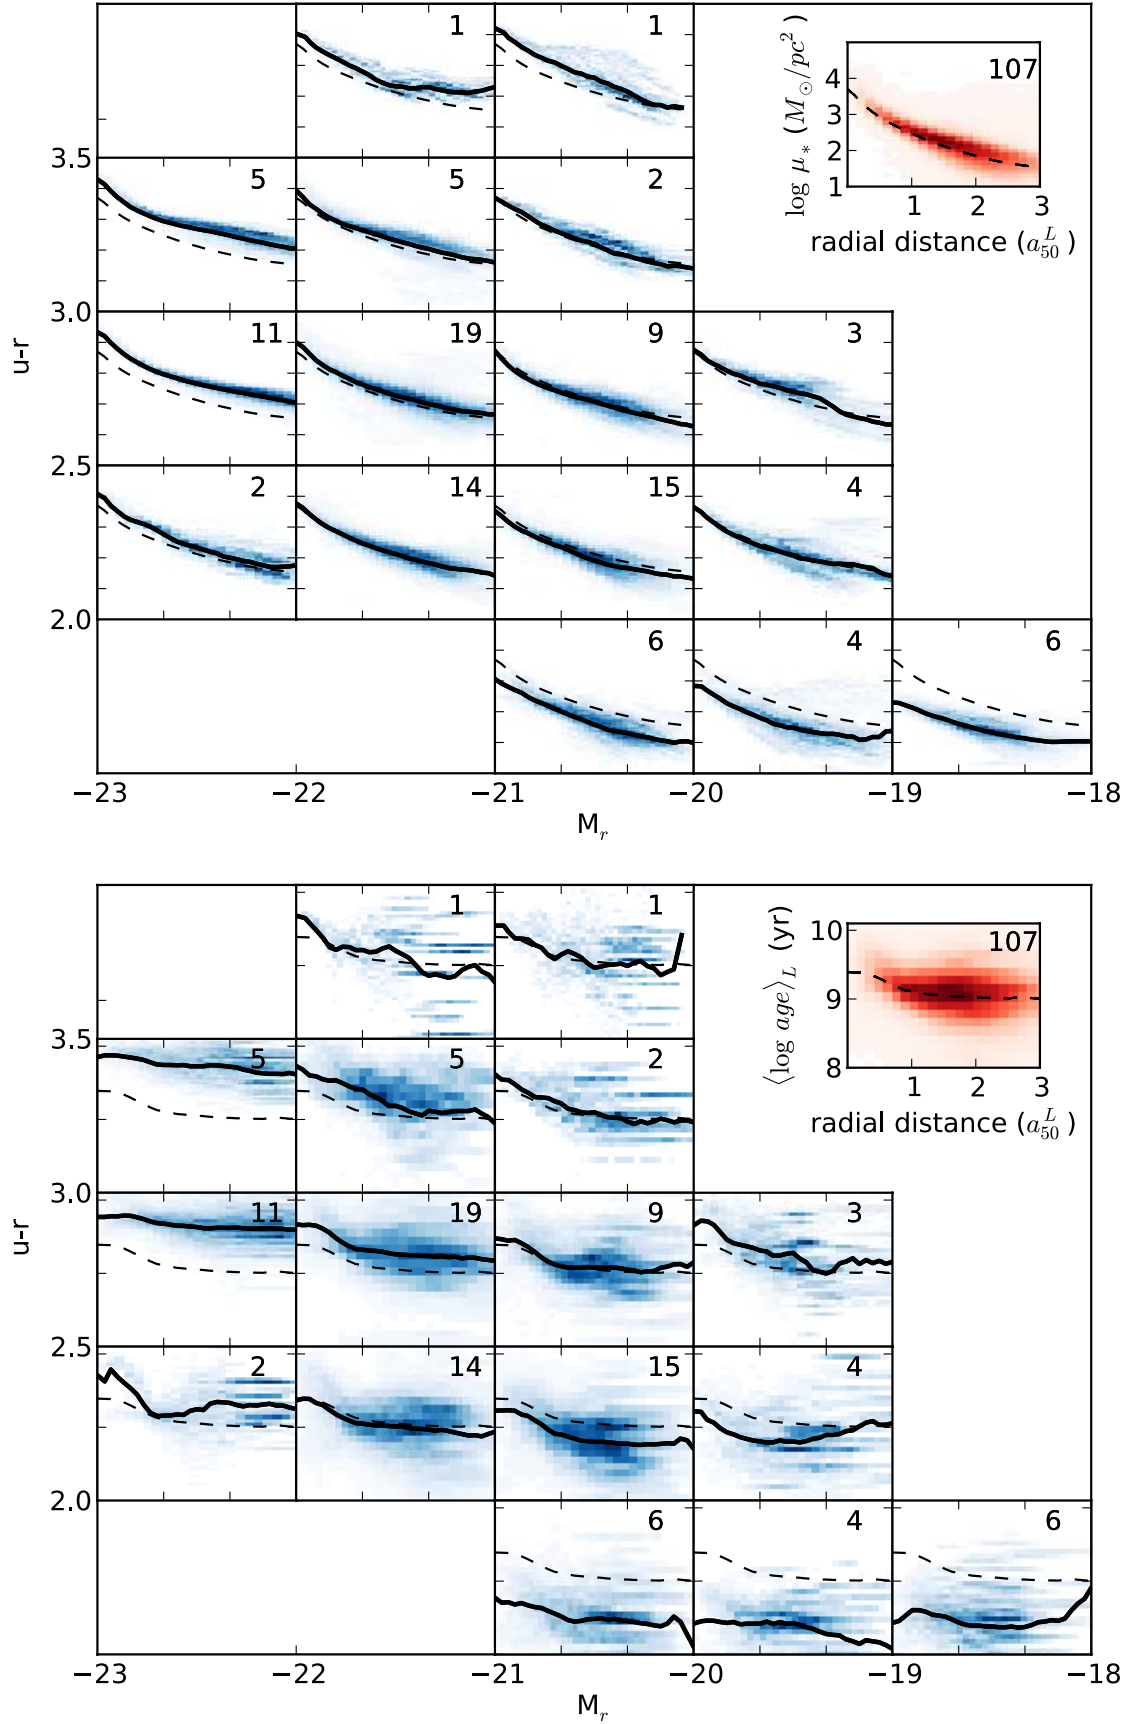 1 1
107
log μ* (M⊙/pc²)
4
3
2
1
1 2 3
radial distance (a^L_50)
3.5
5 5 2
3.0
u-r
11 19 9 3
2.5
2 14 15 4
2.0
6 4 6
−23 −22 −21 −20 −19 −18
M_r
1 1
107
⟨log age⟩_L (yr)
10
9
8
1 2 3
radial distance (a^L_50)
3.5
5 5 2
3.0
u-r
11 19 9 3
2.5
2 14 15 4
2.0
6 4 6
−23 −22 −21 −20 −19 −18
M_r